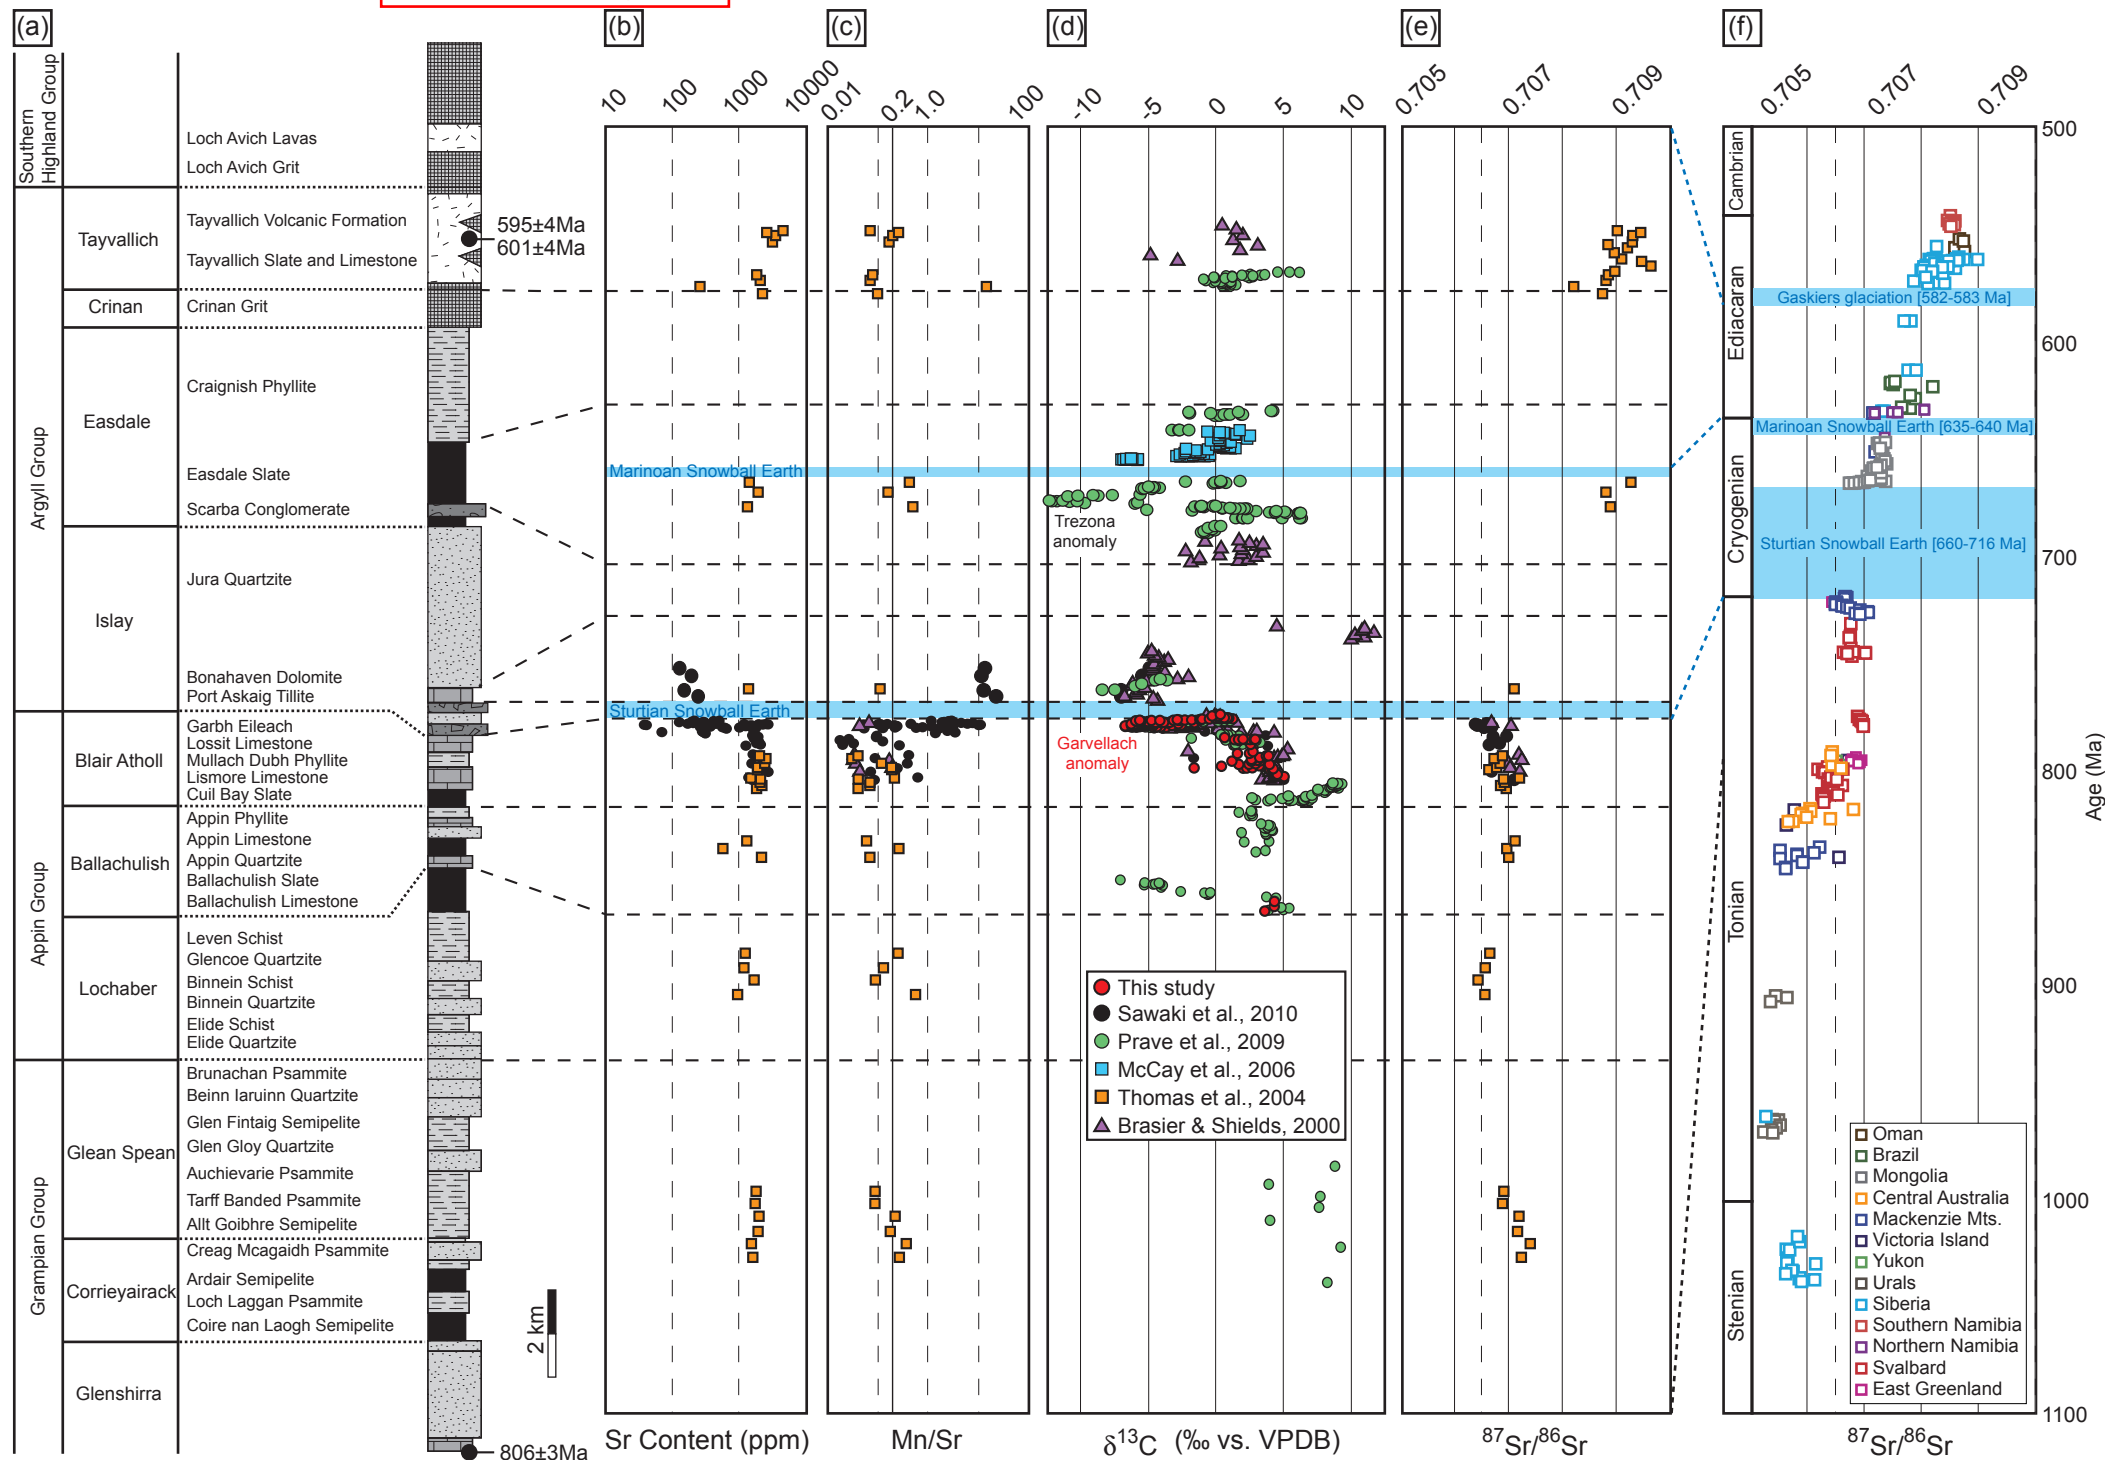 (a)
(b)
(c)
(d)
(e)
(f)
10
100
1000
10000
0.01
0.2
1.0
100
-10
-5
0
5
10
0.705
0.707
0.709
0.705
0.707
0.709
Southern
Highland Group
Argyll Group
Appin Group
Grampian Group
Tayvallich
Crinan
Easdale
Islay
Blair Atholl
Ballachulish
Lochaber
Glean Spean
Corrieyairack
Glenshirra
Loch Avich Lavas
Loch Avich Grit
Tayvallich Volcanic Formation
Tayvallich Slate and Limestone
Crinan Grit
Craignish Phyllite
Easdale Slate
Scarba Conglomerate
Jura Quartzite
Bonahaven Dolomite
Port Askaig Tillite
Garbh Eileach
Lossit Limestone
Mullach Dubh Phyllite
Lismore Limestone
Cuil Bay Slate
Appin Phyllite
Appin Limestone
Appin Quartzite
Ballachulish Slate
Ballachulish Limestone
Leven Schist
Glencoe Quartzite
Binnein Schist
Binnein Quartzite
Elide Schist
Elide Quartzite
Brunachan Psammite
Beinn Iaruinn Quartzite
Glen Fintaig Semipelite
Glen Gloy Quartzite
Auchievarie Psammite
Tarff Banded Psammite
Allt Goibhre Semipelite
Creag Mcagaidh Psammite
Ardair Semipelite
Loch Laggan Psammite
Coire nan Laogh Semipelite
595±4Ma
601±4Ma
806±3Ma
2 km
Marinoan Snowball Earth
Sturtian Snowball Earth
Trezona
anomaly
Garvellach
anomaly
This study
Sawaki et al., 2010
Prave et al., 2009
McCay et al., 2006
Thomas et al., 2004
Brasier & Shields, 2000
Sr Content (ppm)
Mn/Sr
δ¹³C (‰ vs. VPDB)
⁸⁷Sr/⁸⁶Sr
Cambrian
Ediacaran
Cryogenian
Tonian
Stenian
Gaskiers glaciation [582-583 Ma]
Marinoan Snowball Earth [635-640 Ma]
Sturtian Snowball Earth [660-716 Ma]
Oman
Brazil
Mongolia
Central Australia
Mackenzie Mts.
Victoria Island
Yukon
Urals
Siberia
Southern Namibia
Northern Namibia
Svalbard
East Greenland
⁸⁷Sr/⁸⁶Sr
500
600
700
800
900
1000
1100
Age (Ma)